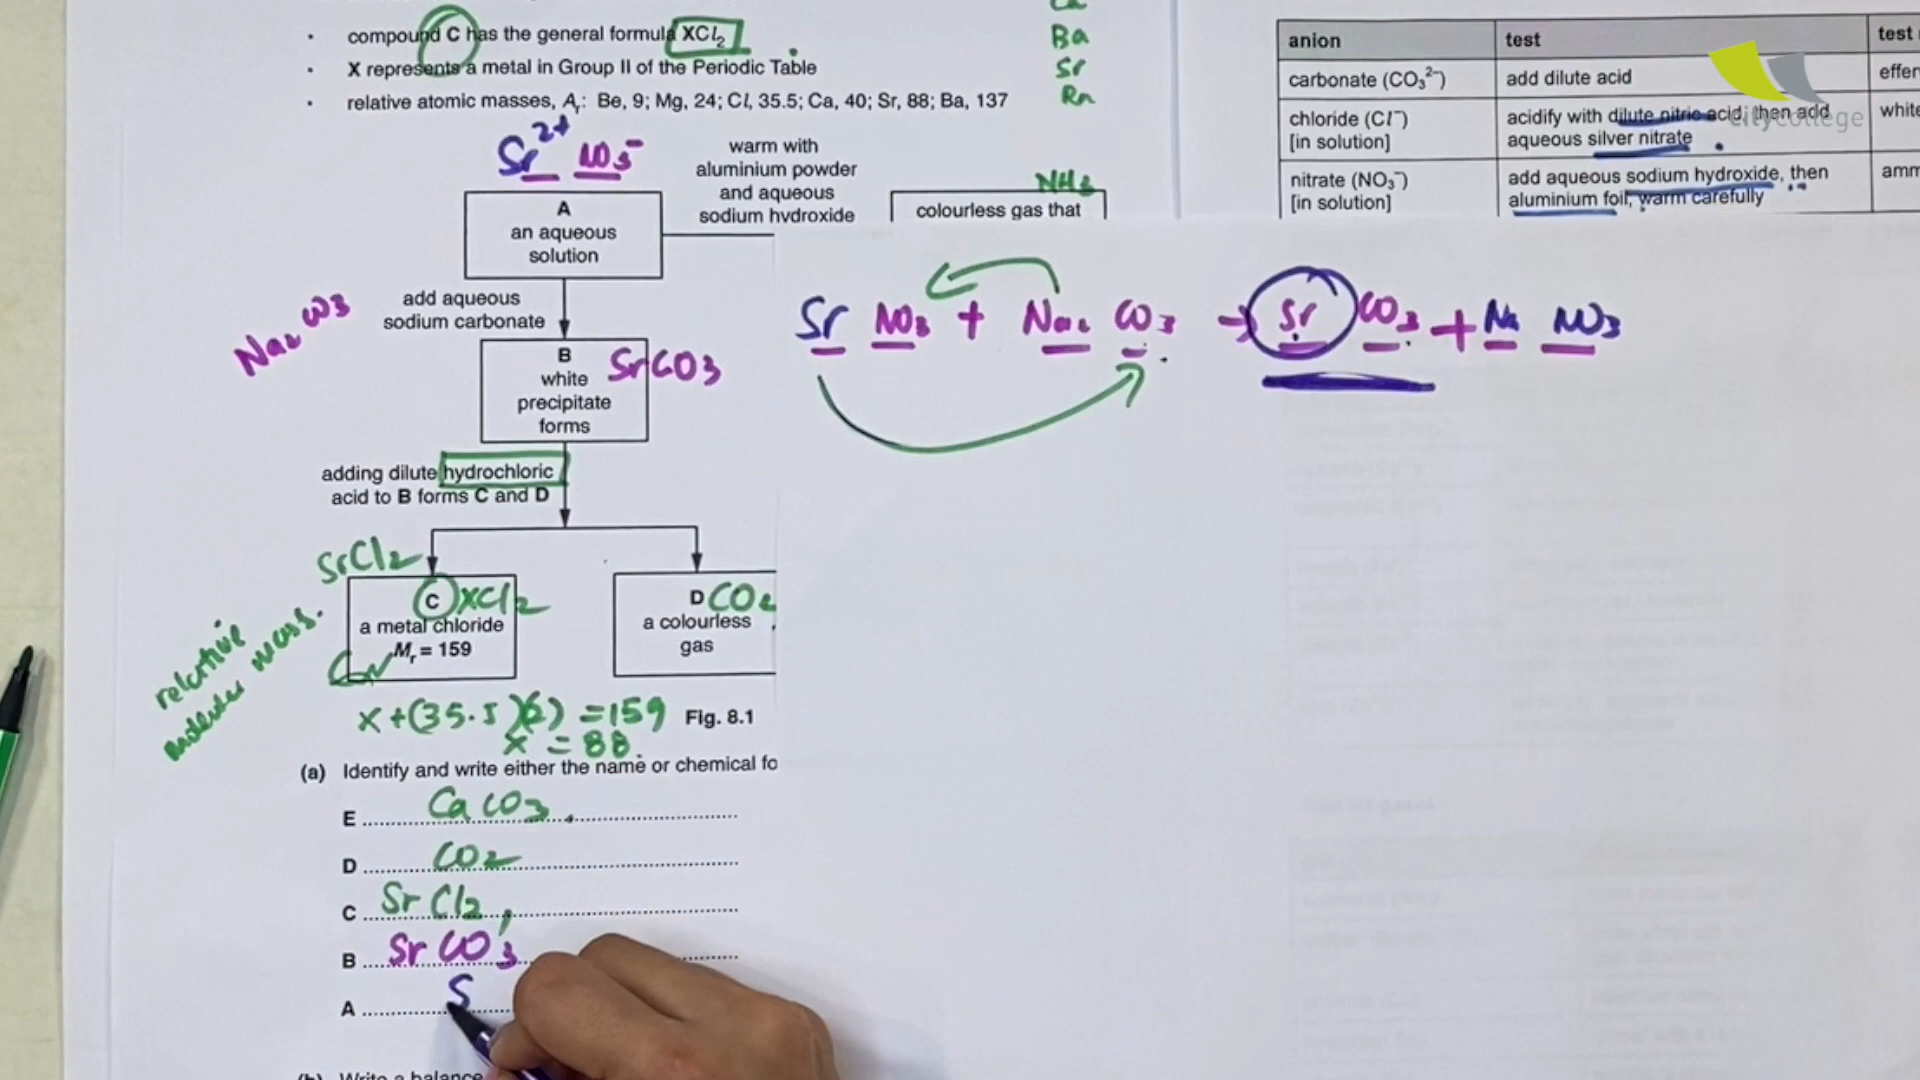 compound C has the general formula XCl₂
X represents a metal in Group II of the Periodic Table
relative atomic masses, Aᵣ: Be, 9; Mg, 24; Cl, 35.5; Ca, 40; Sr, 88; Ba, 137
Ba
Sr
Ra
Sr²⁺ NO₃⁻
warm with
aluminium powder
and aqueous
sodium hydroxide
NH₃
colourless gas that
A
an aqueous
solution
add aqueous
sodium carbonate
Na₂CO₃
B
white
precipitate
forms
SrCO₃
adding dilute hydrochloric
acid to B forms C and D
SrCl₂
C XCl₂
a metal chloride
Mᵣ = 159
relative
molecular mass.
D CO₂
a colourless
gas
X + (35.5)(2) = 159
X = 88.
Fig. 8.1
(a) Identify and write either the name or chemical fo
E CaCO₃
D CO₂
C SrCl₂
B SrCO₃
A S
(b) Write a balance
Sr NO₃ + Na₂ CO₃ → Sr CO₃ + Na NO₃
anion test test
carbonate (CO₃²⁻) add dilute acid effer
chloride (Cl⁻)
[in solution]
acidify with dilute nitric acid, then add
aqueous silver nitrate
white
nitrate (NO₃⁻)
[in solution]
add aqueous sodium hydroxide, then
aluminium foil; warm carefully
amm
citycollege